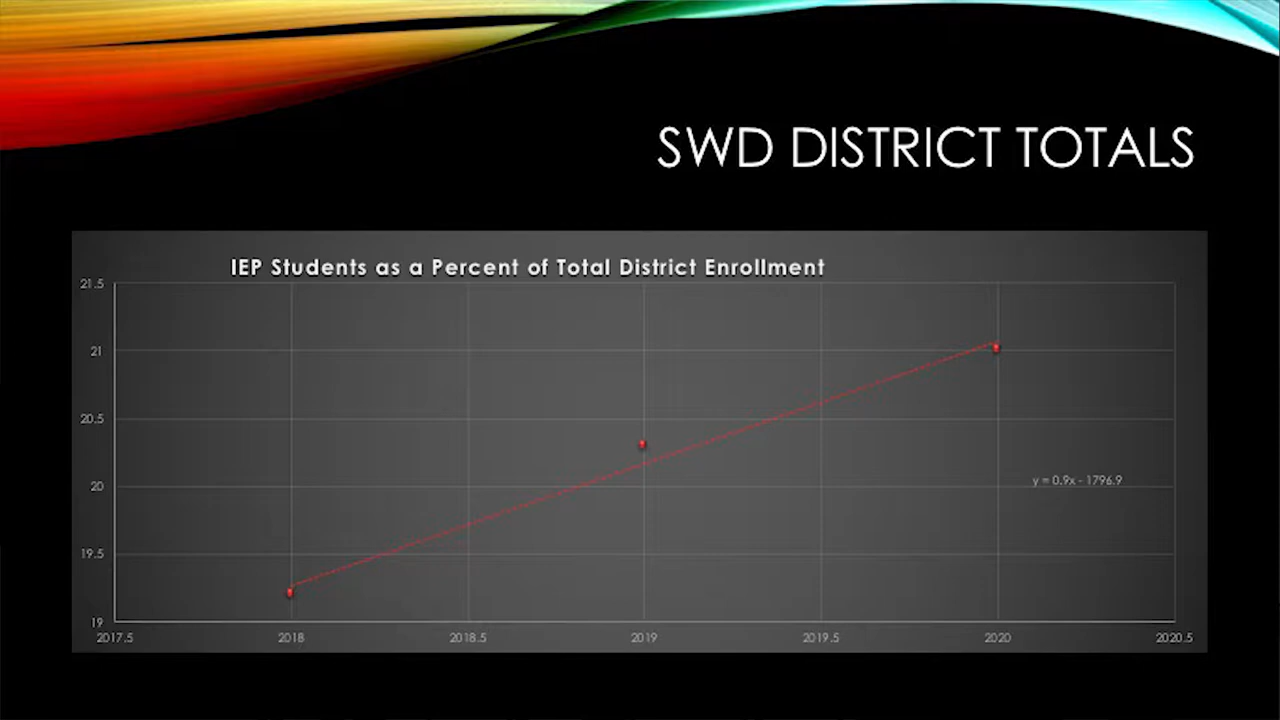 SWD DISTRICT TOTALS
IEP Students as a Percent of Total District Enrollment
21.5
21
20.5
20
y = 0.9x - 1796.9
19.5
19
2017.5 2018 2018.5 2019 2019.5 2020 2020.5